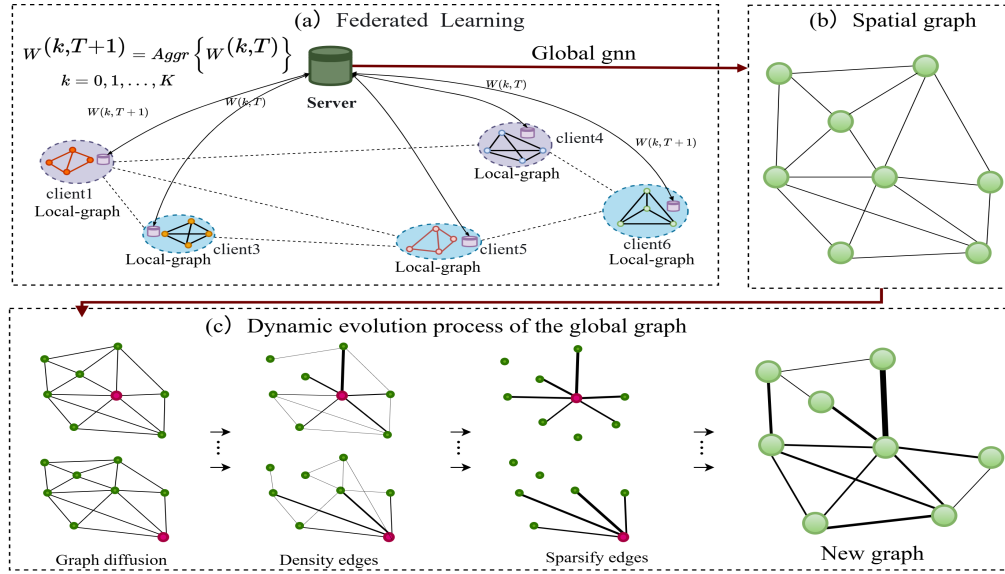 (a) Federated Learning
W(k,T+1) = Aggr{W(k,T)}
k = 0, 1, . . . , K
Server
Global gnn
W(k,T+1)
W(k,T)
W(k,T)
W(k,T+1)
client1
Local-graph
client3
Local-graph
client4
Local-graph
client5
Local-graph
client6
Local-graph
(b) Spatial graph
(c) Dynamic evolution process of the global graph
Graph diffusion
Density edges
Sparsify edges
New graph